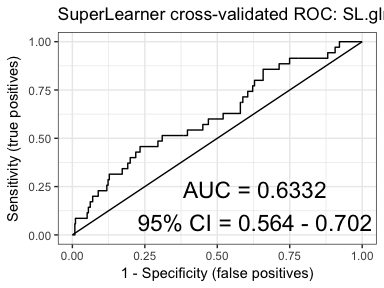 SuperLearner cross-validated ROC: SL.glm
1.00
0.75
0.50
0.25
0.00
Sensitivity (true positives)
AUC = 0.6332
95% CI = 0.564 - 0.702
0.00
0.25
0.50
0.75
1.00
1 - Specificity (false positives)